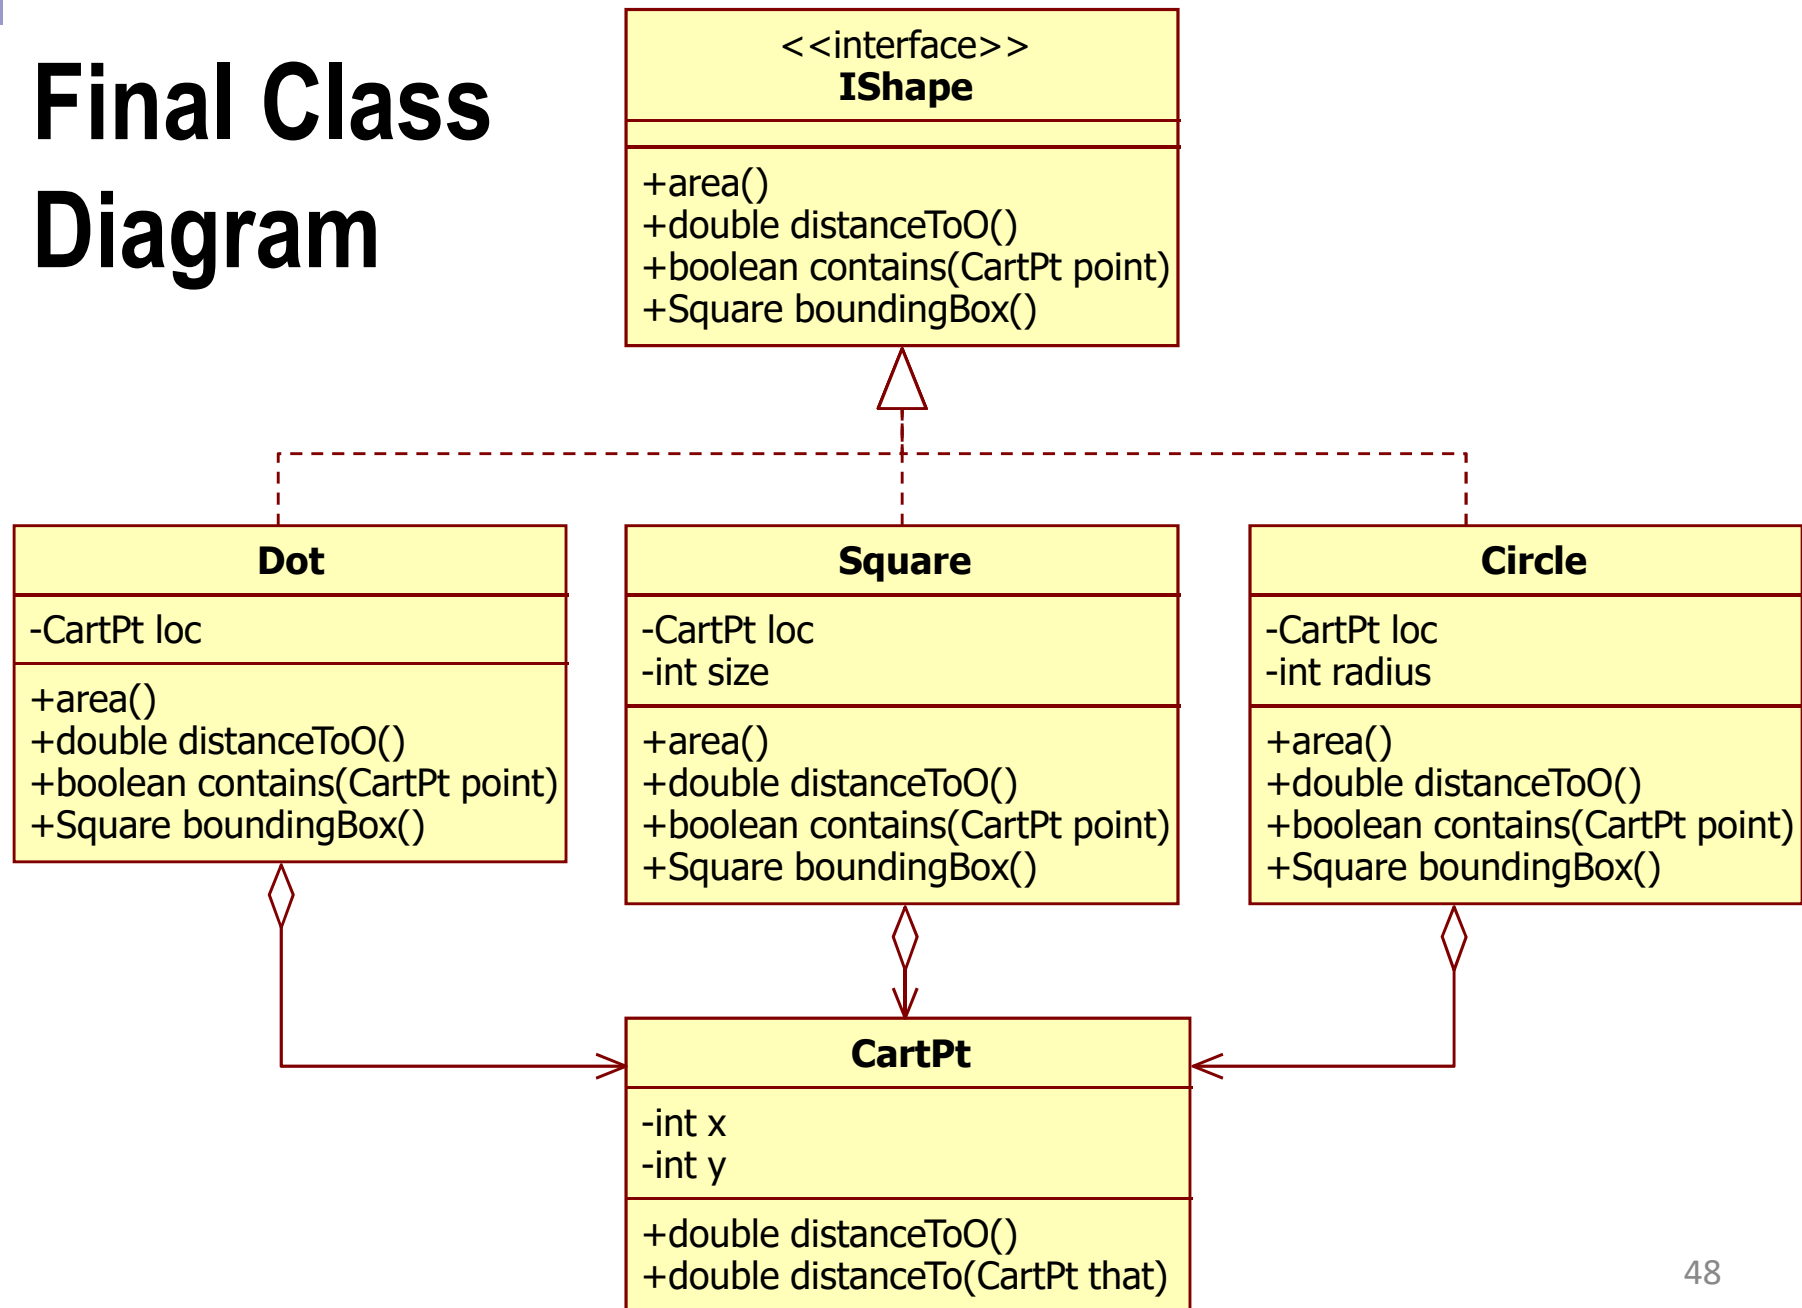 Final Class
Diagram
<<interface>>
IShape
+area()
+double distanceToO()
+boolean contains(CartPt point)
+Square boundingBox()
Dot
-CartPt loc
+area()
+double distanceToO()
+boolean contains(CartPt point)
+Square boundingBox()
Square
-CartPt loc
-int size
+area()
+double distanceToO()
+boolean contains(CartPt point)
+Square boundingBox()
Circle
-CartPt loc
-int radius
+area()
+double distanceToO()
+boolean contains(CartPt point)
+Square boundingBox()
CartPt
-int x
-int y
+double distanceToO()
+double distanceTo(CartPt that)
48